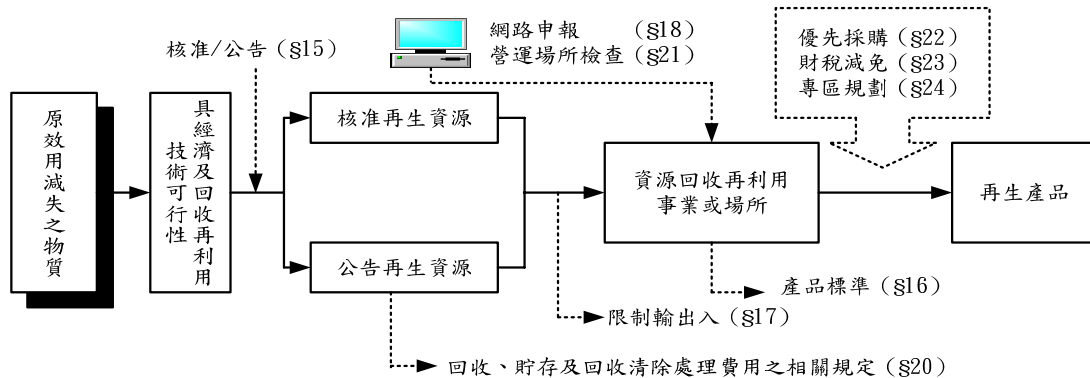 原效用減失之物質
具經濟及回收再利用
技術可行性
核准/公告（§15）
核准再生資源
公告再生資源
網路申報　　（§18）
營運場所檢查（§21）
資源回收再利用
事業或場所
優先採購（§22）
財稅減免（§23）
專區規劃（§24）
再生產品
產品標準（§16）
限制輸出入（§17）
回收、貯存及回收清除處理費用之相關規定（§20）